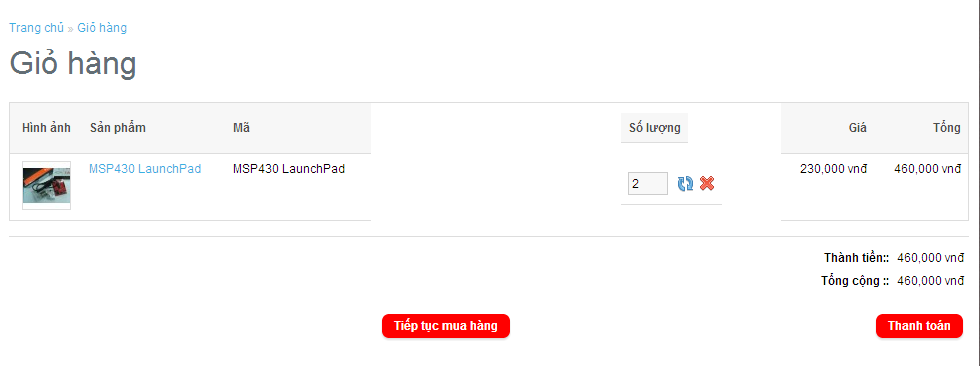 Trang chủ » Giỏ hàng
Giỏ hàng
Hình ảnh Sản phẩm Mã Số lượng Giá Tổng
MSP430 LaunchPad MSP430 LaunchPad 2 230,000 vnđ 460,000 vnđ
Thành tiền:: 460,000 vnđ
Tổng cộng :: 460,000 vnđ
Tiếp tục mua hàng Thanh toán